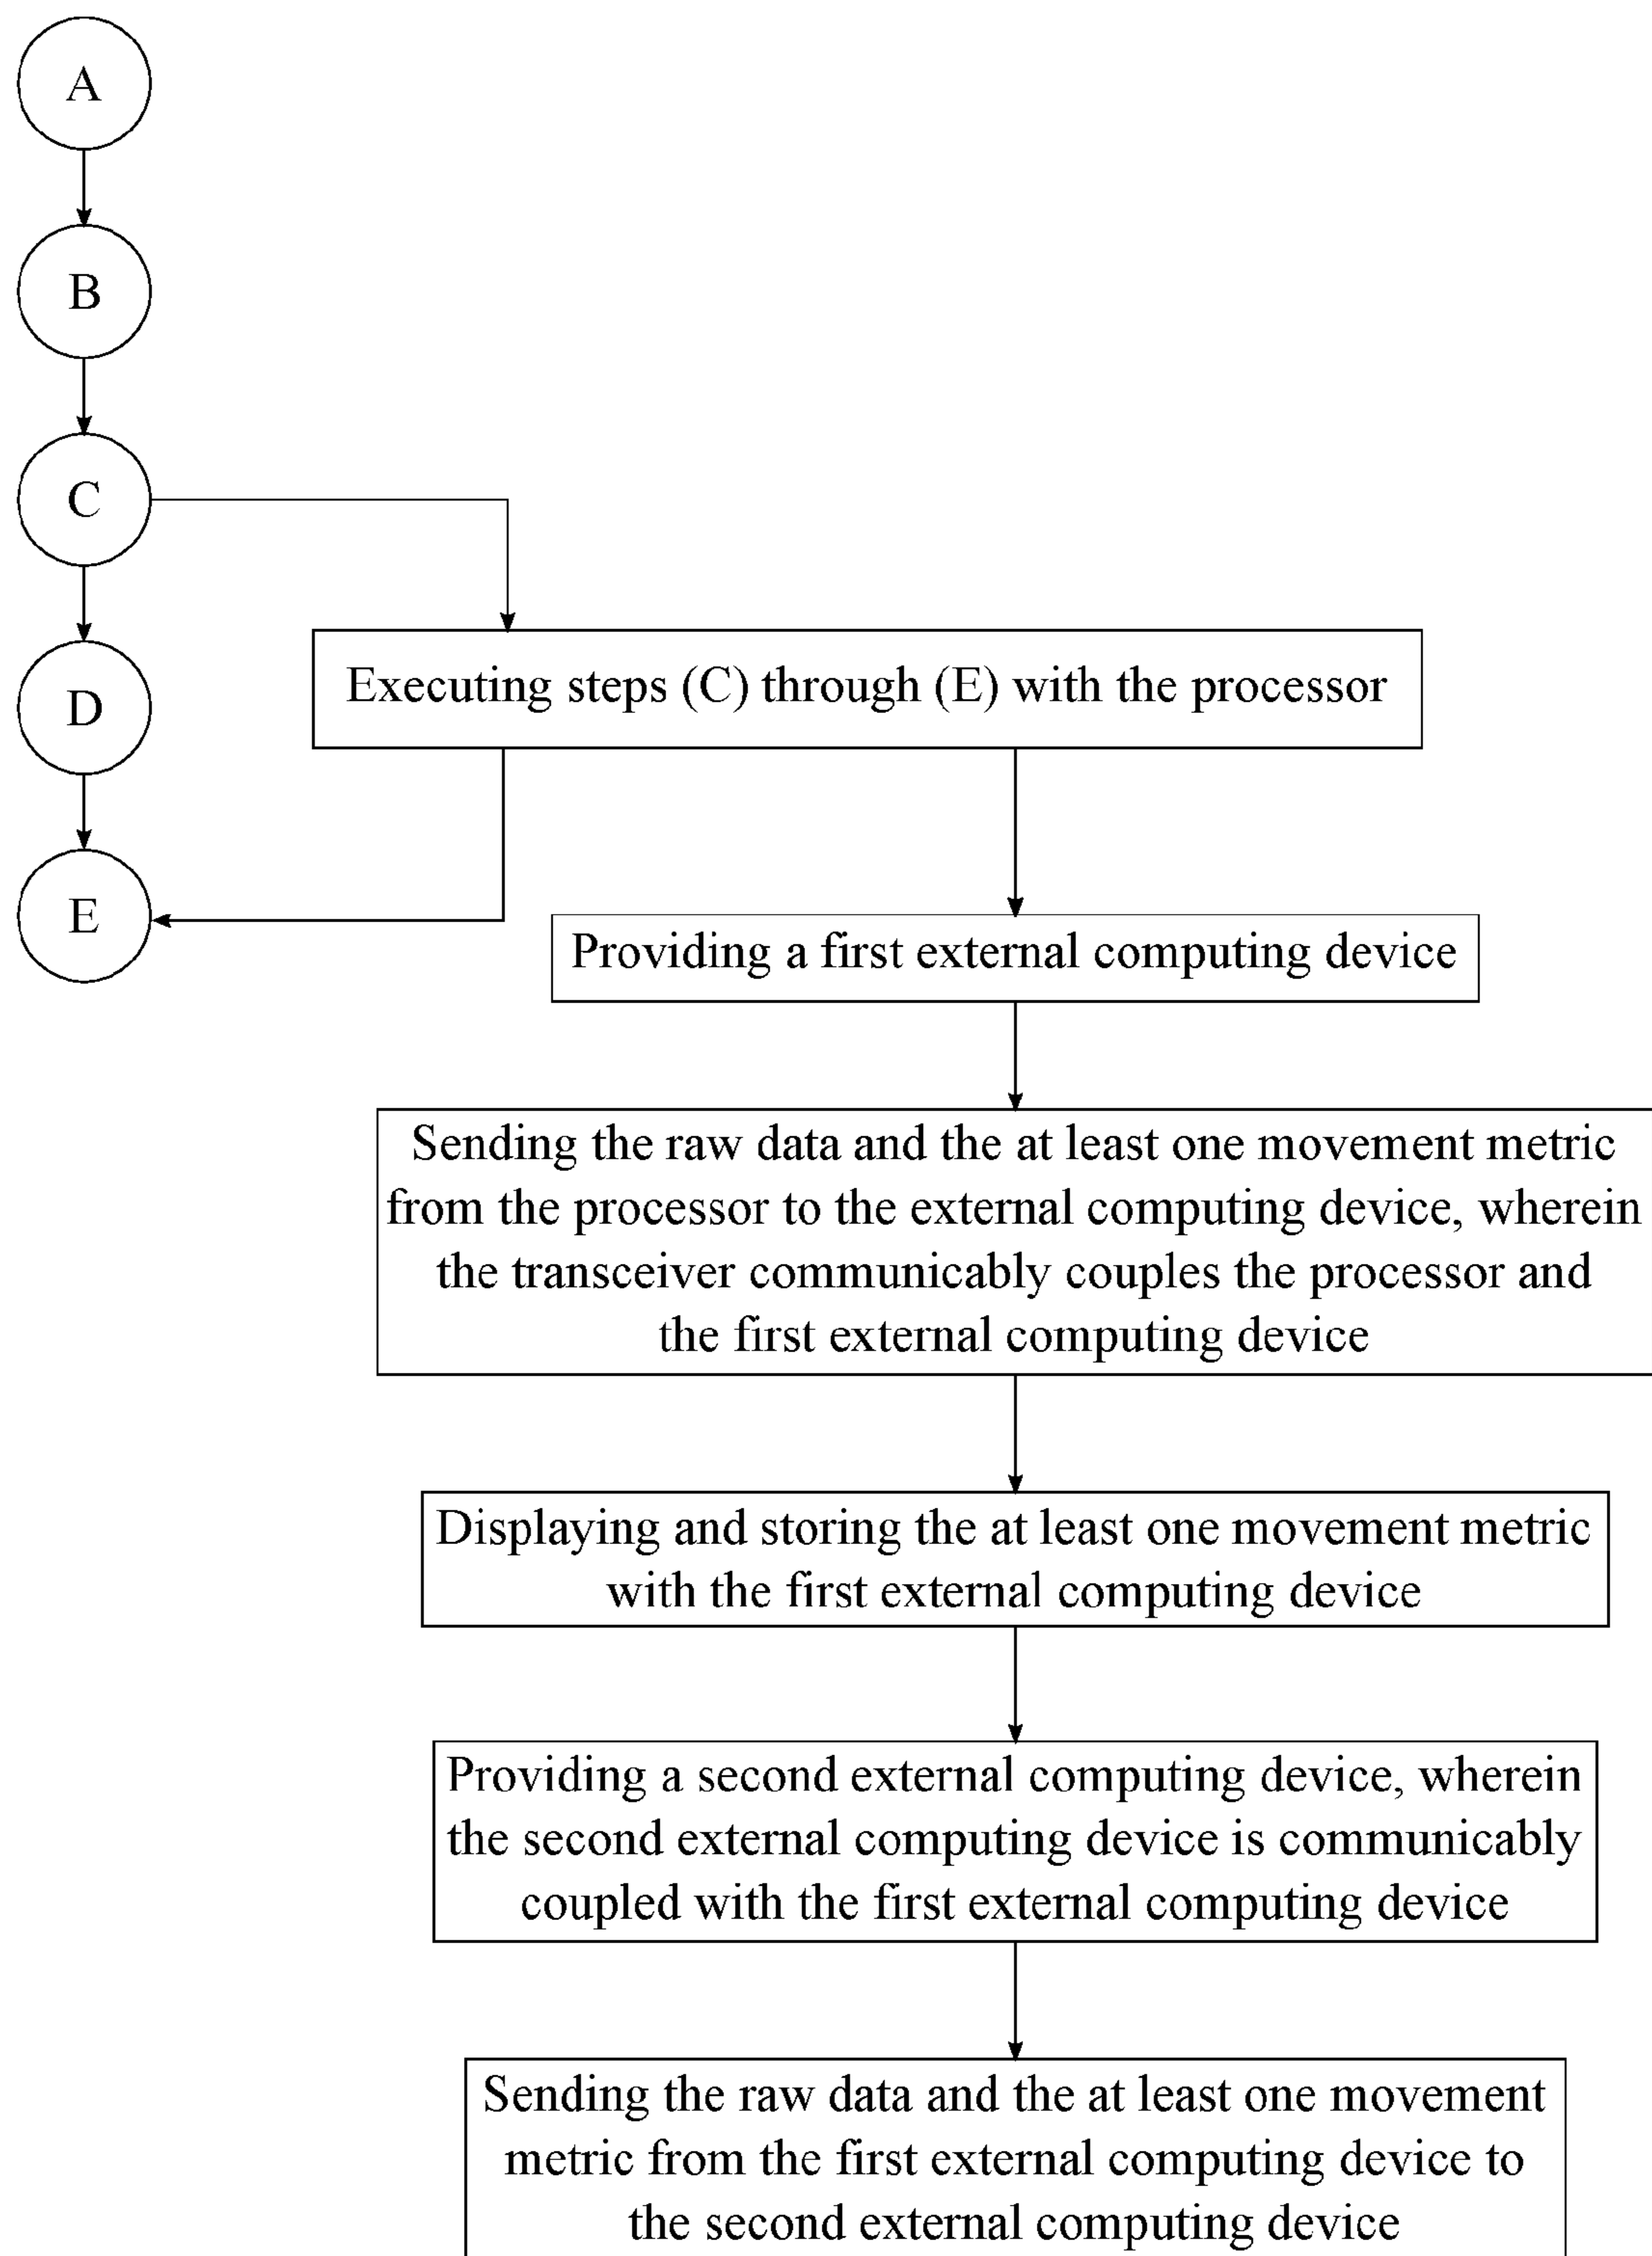 A
B
C
D
Executing steps (C) through (E) with the processor
E
Providing a first external computing device
Sending the raw data and the at least one movement metric
from the processor to the external computing device, wherein
the transceiver communicably couples the processor and
the first external computing device
Displaying and storing the at least one movement metric
with the first external computing device
Providing a second external computing device, wherein
the second external computing device is communicably
coupled with the first external computing device
Sending the raw data and the at least one movement
metric from the first external computing device to
the second external computing device